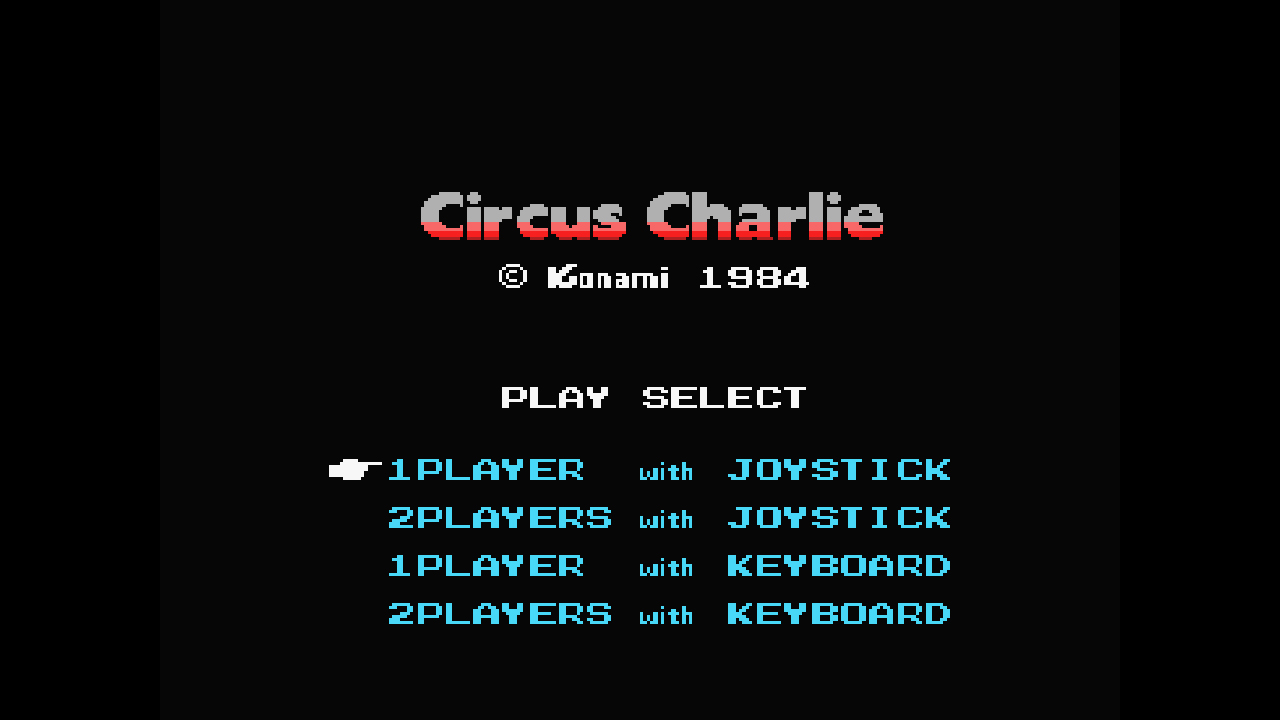 Circus Charlie
© Konami 1984
PLAY SELECT
1PLAYER with JOYSTICK
2PLAYERS with JOYSTICK
1PLAYER with KEYBOARD
2PLAYERS with KEYBOARD